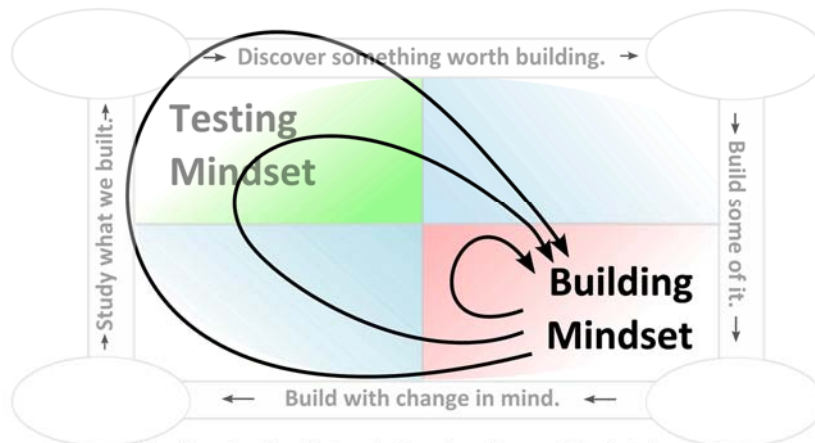 Discover something worth building.
Testing
Mindset
Study what we built.
Build some of it.
Building
Mindset
Build with change in mind.